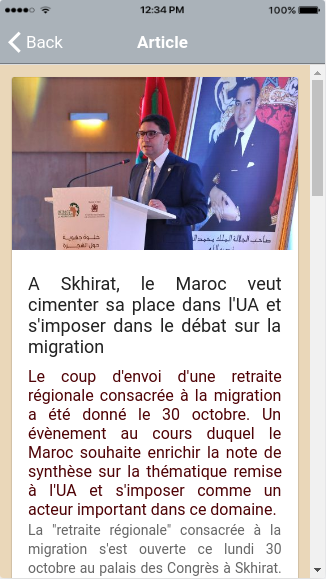 12:34 PM
100%
Back
Article
A Skhirat, le Maroc veut
cimenter sa place dans l'UA et
s'imposer dans le débat sur la
migration
Le coup d'envoi d'une retraite
régionale consacrée à la migration
a été donné le 30 octobre. Un
évènement au cours duquel le
Maroc souhaite enrichir la note de
synthèse sur la thématique remise
à l'UA et s'imposer comme un
acteur important dans ce domaine.
La "retraite régionale" consacrée à la
migration s'est ouverte ce lundi 30
octobre au palais des Congrès à Skhirat.